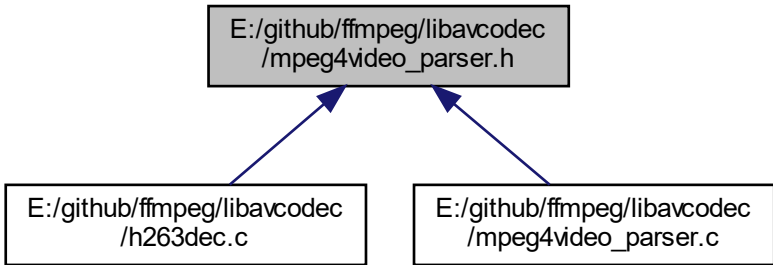 E:/github/ffmpeg/libavcodec
/mpeg4video_parser.h
E:/github/ffmpeg/libavcodec
/h263dec.c
E:/github/ffmpeg/libavcodec
/mpeg4video_parser.c